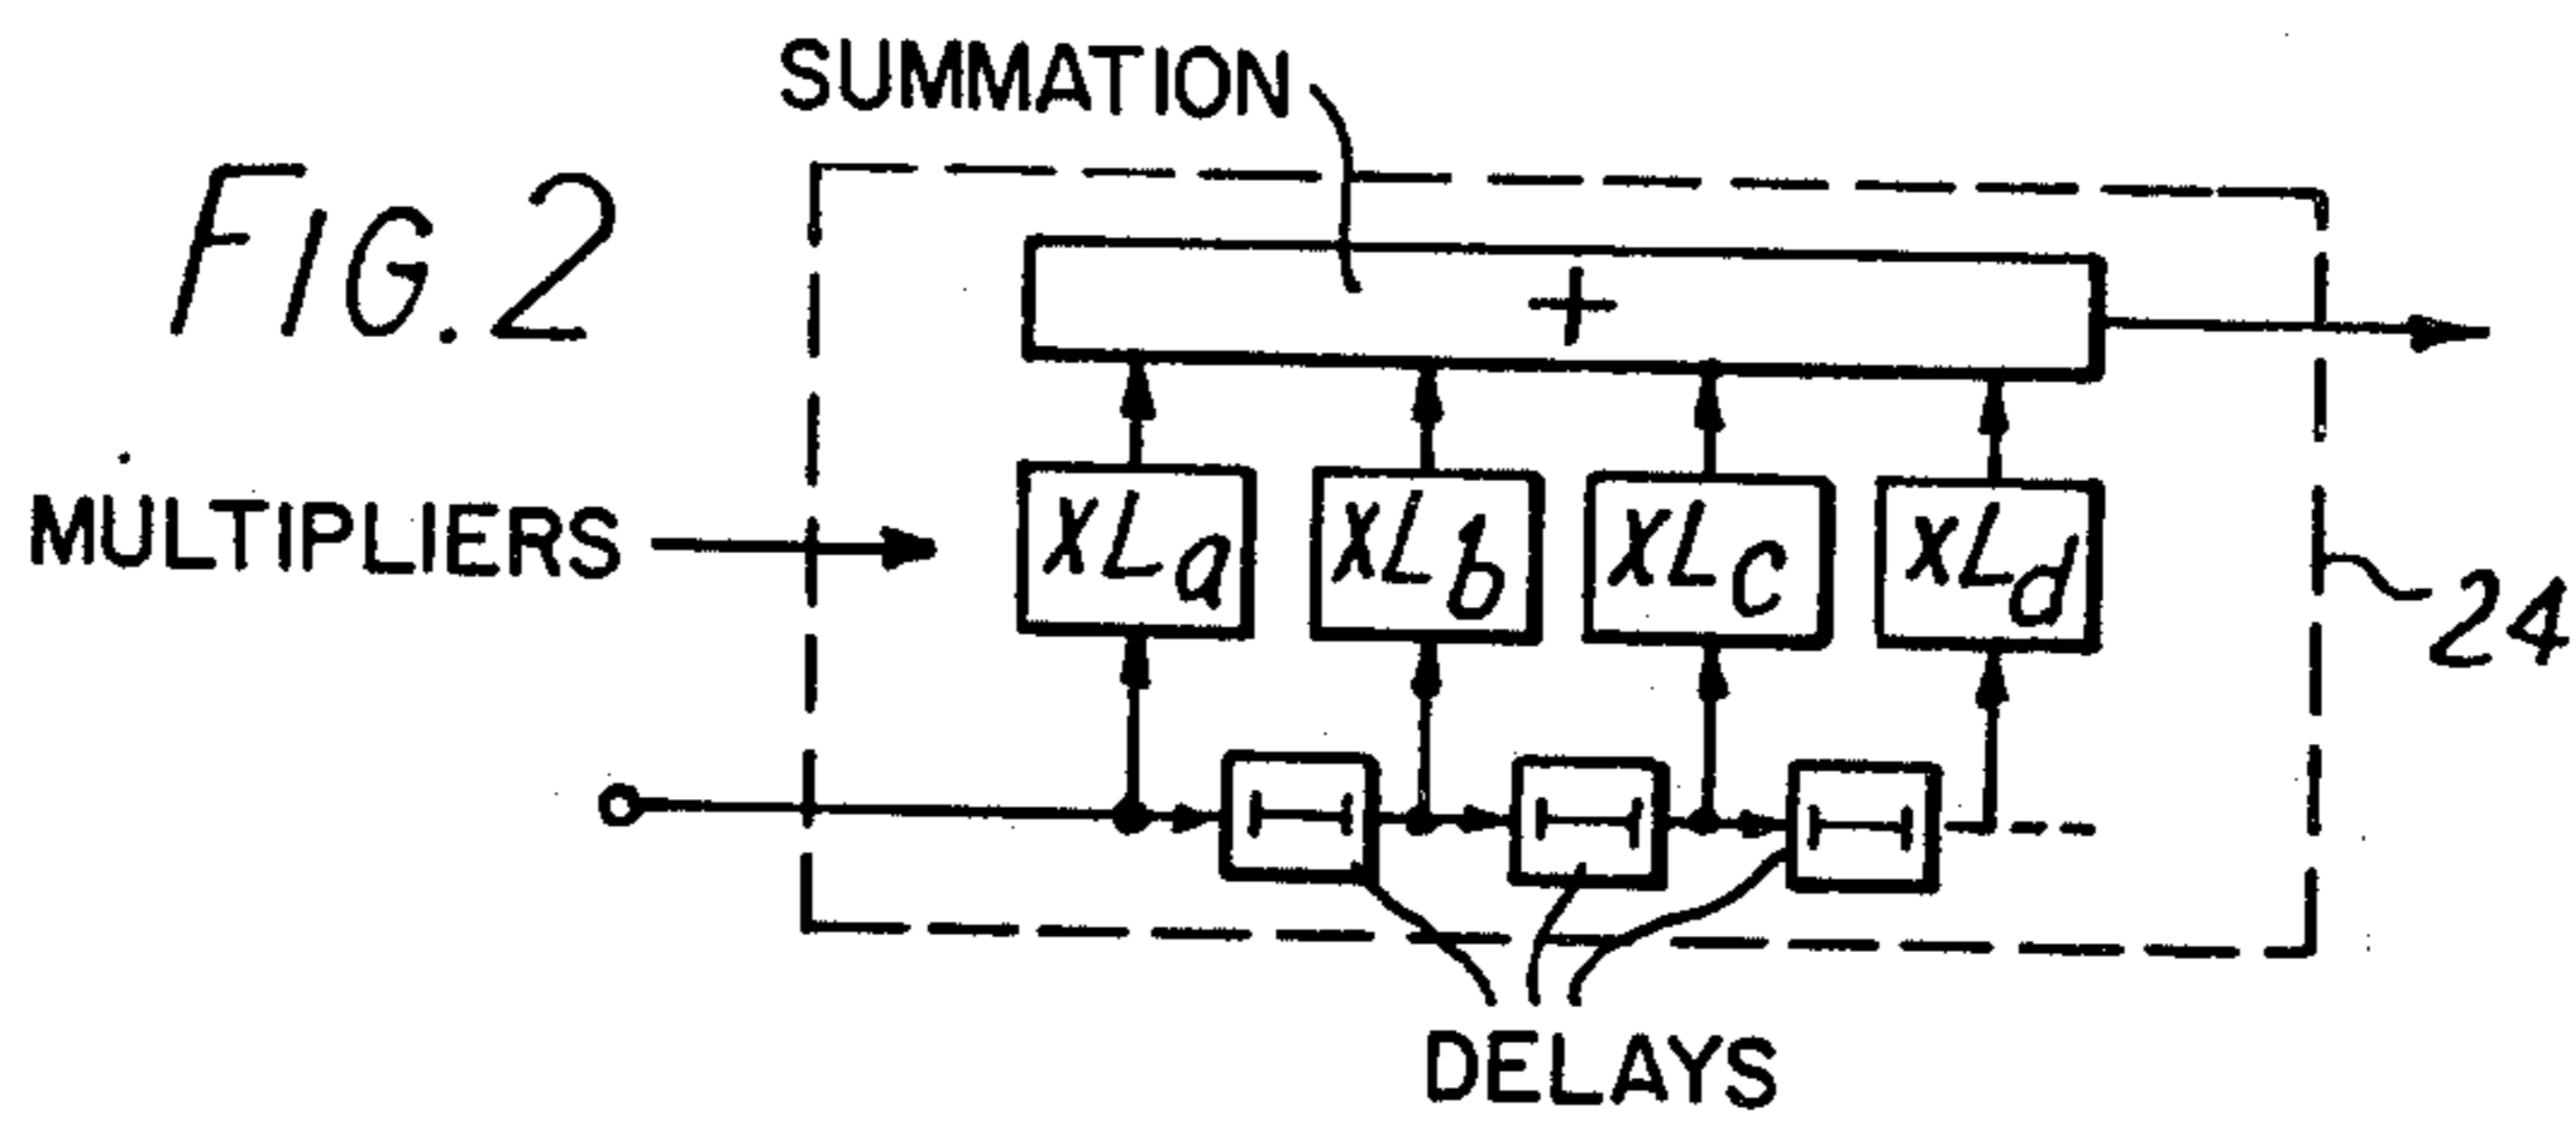 SUMMATION
FIG. 2
+
MULTIPLIERS
XLa XLb XLc XLd
24
DELAYS